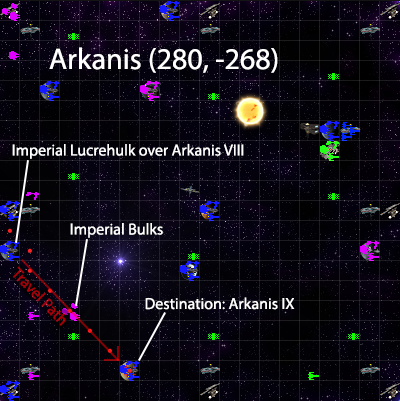 Arkanis (280, -268)
Imperial Lucrehulk over Arkanis VIII
Imperial Bulks
Travel Path
Destination: Arkanis IX